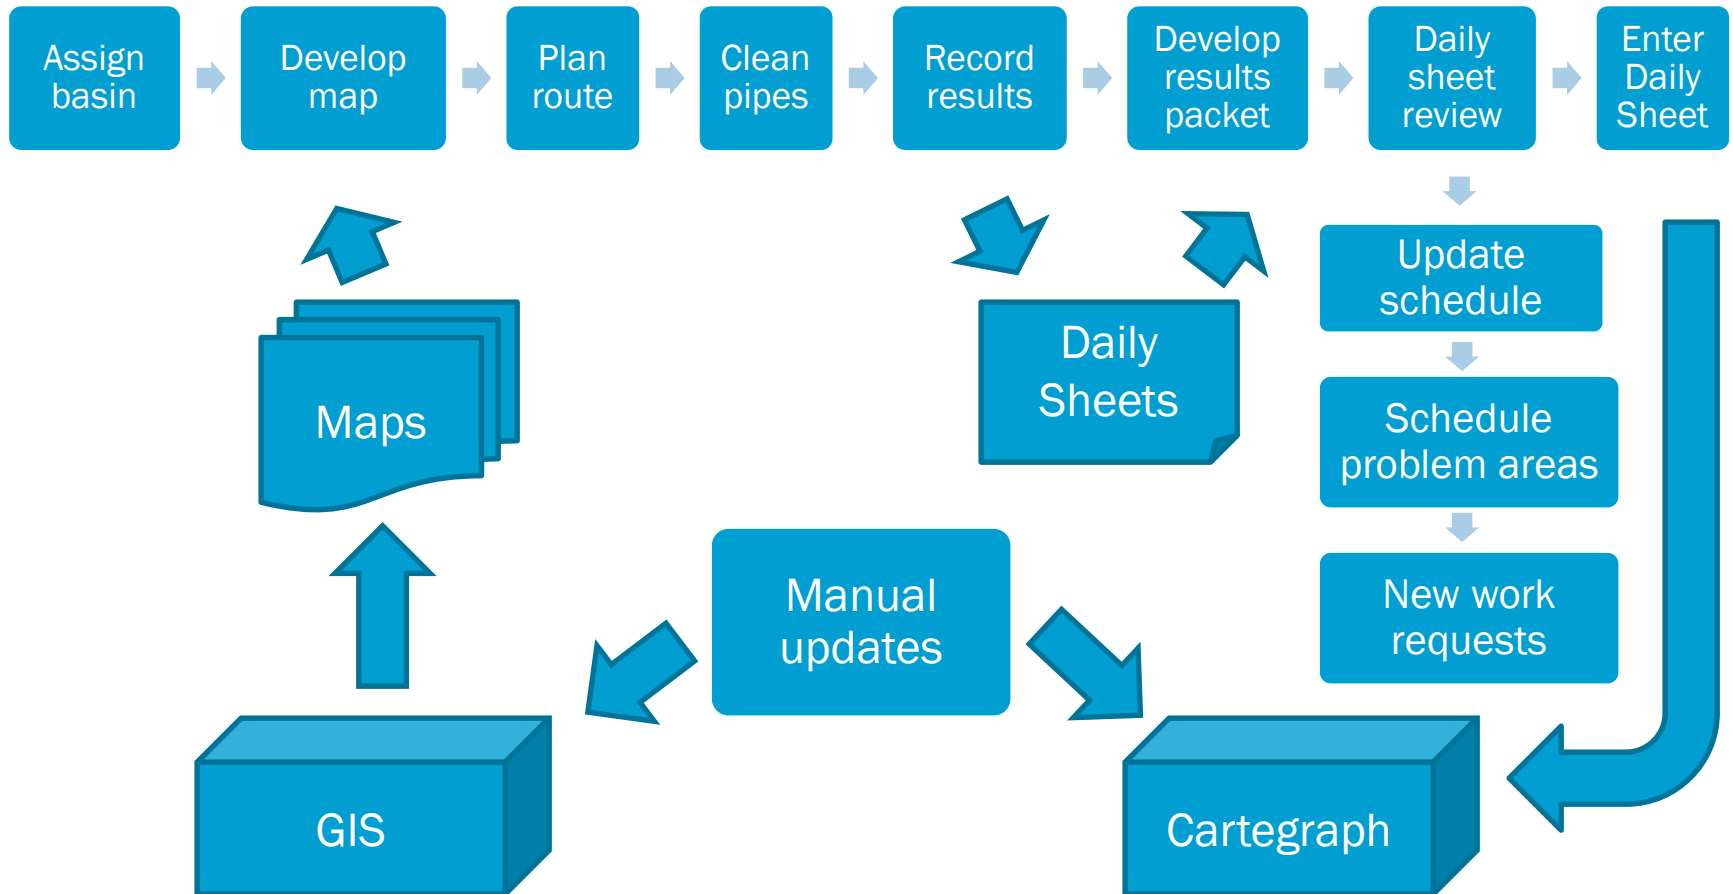 Assign
basin
Develop
map
Plan
route
Clean
pipes
Record
results
Develop
results
packet
Daily
sheet
review
Enter
Daily
Sheet
Update
schedule
Daily
Sheets
Maps
Schedule
problem areas
Manual
updates
New work
requests
GIS
Cartegraph